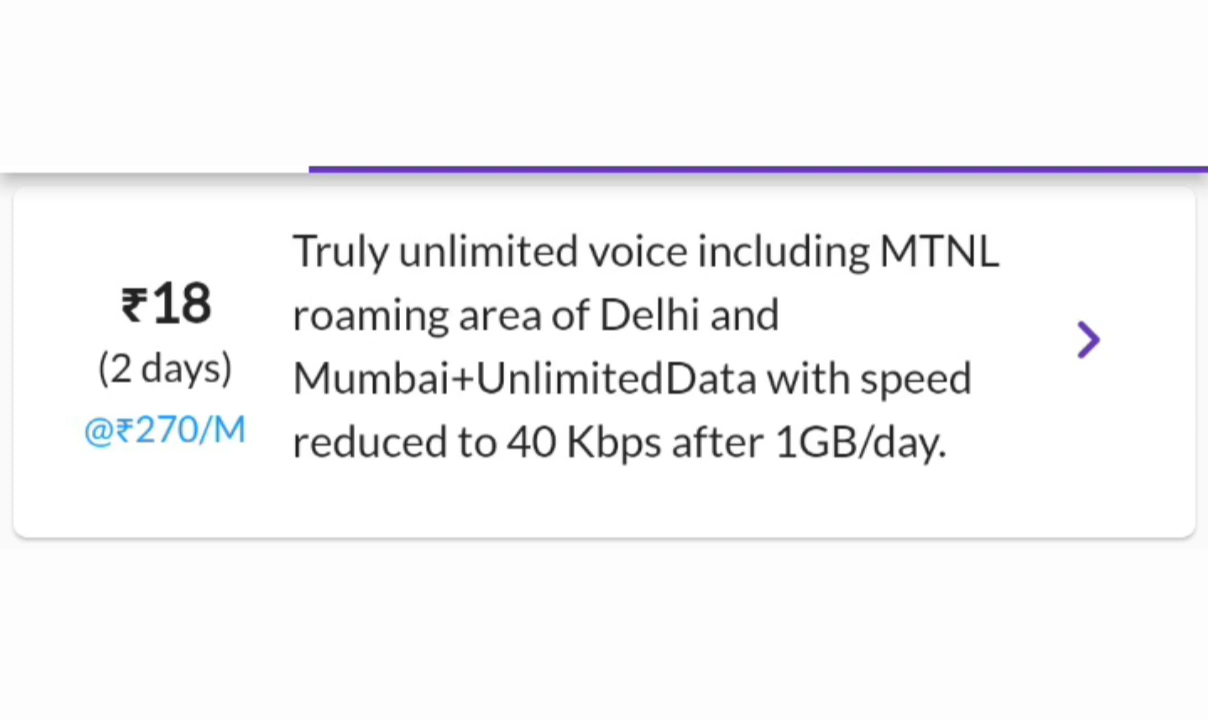 ₹18
(2 days)
@₹270/M
Truly unlimited voice including MTNL
roaming area of Delhi and
Mumbai+UnlimitedData with speed
reduced to 40 Kbps after 1GB/day.